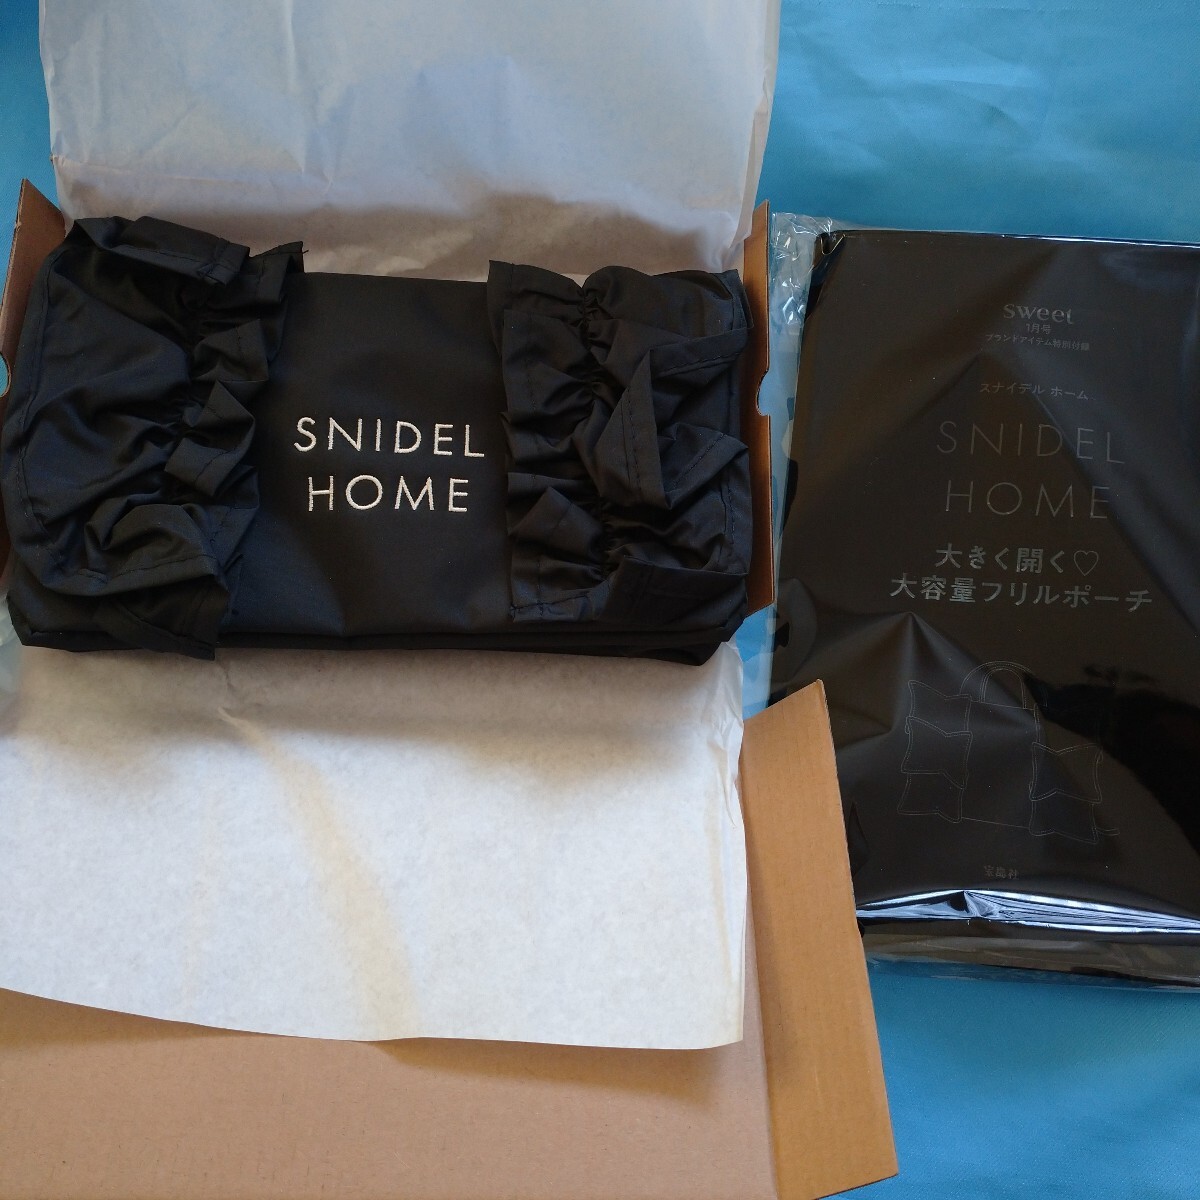 SNIDEL
HOME
sweet
1月号
ブランドアイテム特別付録
スナイデル ホーム
SNIDEL
HOME
大きく開く♡
大容量フリルポーチ
宝島社